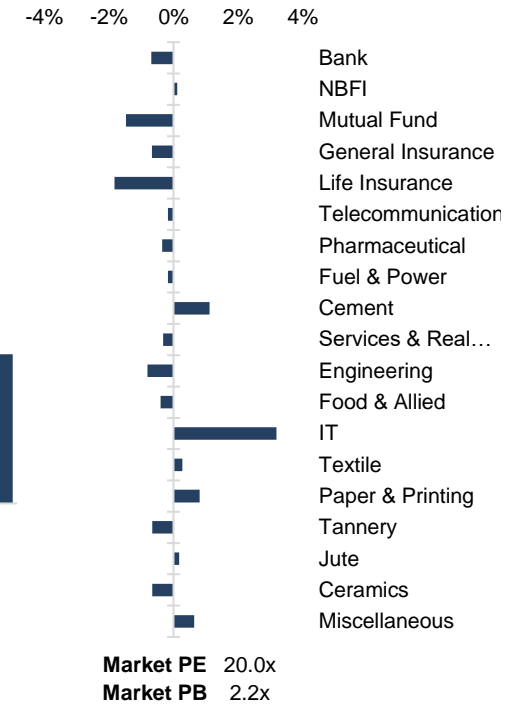 -4% -2% 0% 2% 4%
Bank
NBFI
Mutual Fund
General Insurance
Life Insurance
Telecommunication
Pharmaceutical
Fuel & Power
Cement
Services & Real…
Engineering
Food & Allied
IT
Textile
Paper & Printing
Tannery
Jute
Ceramics
Miscellaneous
Market PE 20.0x
Market PB 2.2x